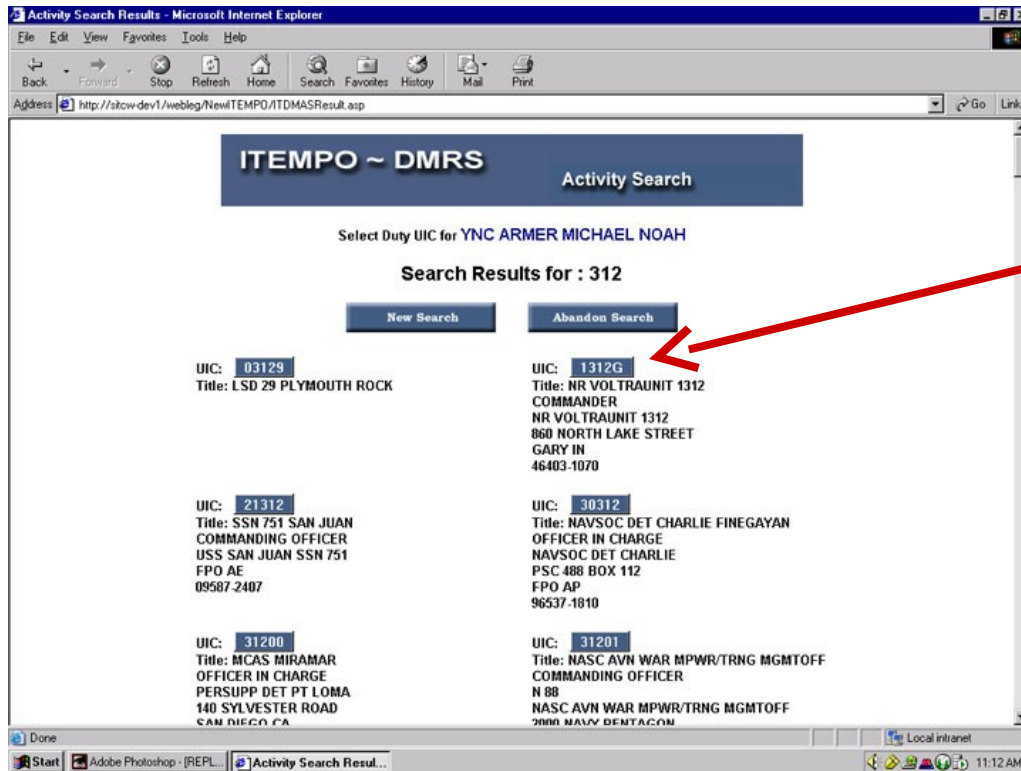 Activity Search Results - Microsoft Internet Explorer
File Edit View Favorites Tools Help
Back Forward Stop Refresh Home Search Favorites History Mail Print
Address http://sitcw-dev1/webleg/NewITEMPO/ITDMASResult.asp Go Link
ITEMPO ~ DMRS
Activity Search
Select Duty UIC for YNC ARMER MICHAEL NOAH
Search Results for : 312
New Search Abandon Search
UIC: 03129
Title: LSD 29 PLYMOUTH ROCK
UIC: 1312G
Title: NR VOLTRAUNIT 1312
COMMANDER
NR VOLTRAUNIT 1312
860 NORTH LAKE STREET
GARY IN
46403-1070
UIC: 21312
Title: SSN 751 SAN JUAN
COMMANDING OFFICER
USS SAN JUAN SSN 751
FPO AE
09587-2407
UIC: 30312
Title: NAVSOC DET CHARLIE FINEGAYAN
OFFICER IN CHARGE
NAVSOC DET CHARLIE
PSC 488 BOX 112
FPO AP
96537-1810
UIC: 31200
Title: MCAS MIRAMAR
OFFICER IN CHARGE
PERSUPP DET PT LOMA
140 SYLVESTER ROAD
SAN DIEGO CA
UIC: 31201
Title: NASC AVN WAR MPWR/TRNG MGMTOFF
COMMANDING OFFICER
N 88
NASC AVN WAR MPWR/TRNG MGMTOFF
2000 NAVY PENTAGON
Done Local intranet
Start Adobe Photoshop - [REPL... Activity Search Resul... 11:12 AM